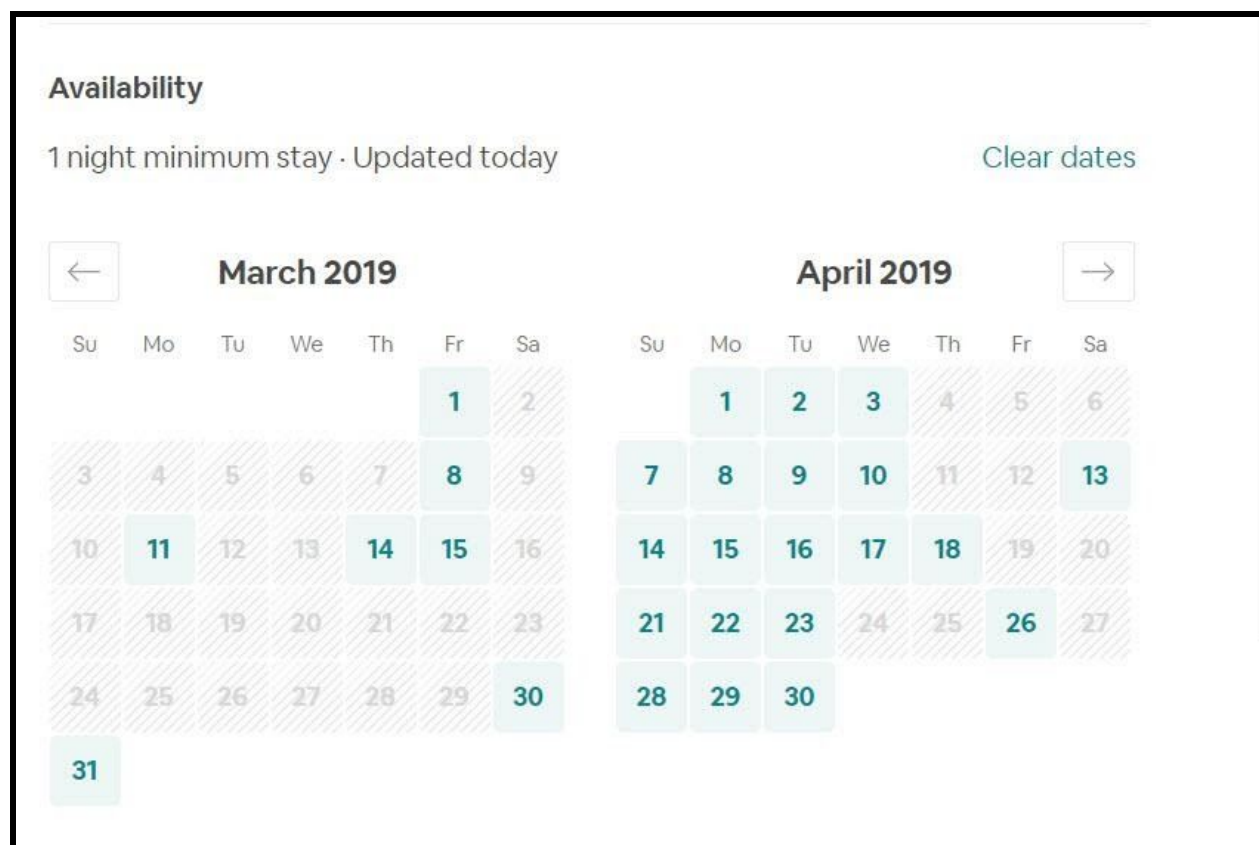 Availability
1 night minimum stay · Updated today
Clear dates
← March 2019
Su Mo Tu We Th Fr Sa
1 2
3 4 5 6 7 8 9
10 11 12 13 14 15 16
17 18 19 20 21 22 23
24 25 26 27 28 29 30
31
April 2019 →
Su Mo Tu We Th Fr Sa
1 2 3 4 5 6
7 8 9 10 11 12 13
14 15 16 17 18 19 20
21 22 23 24 25 26 27
28 29 30